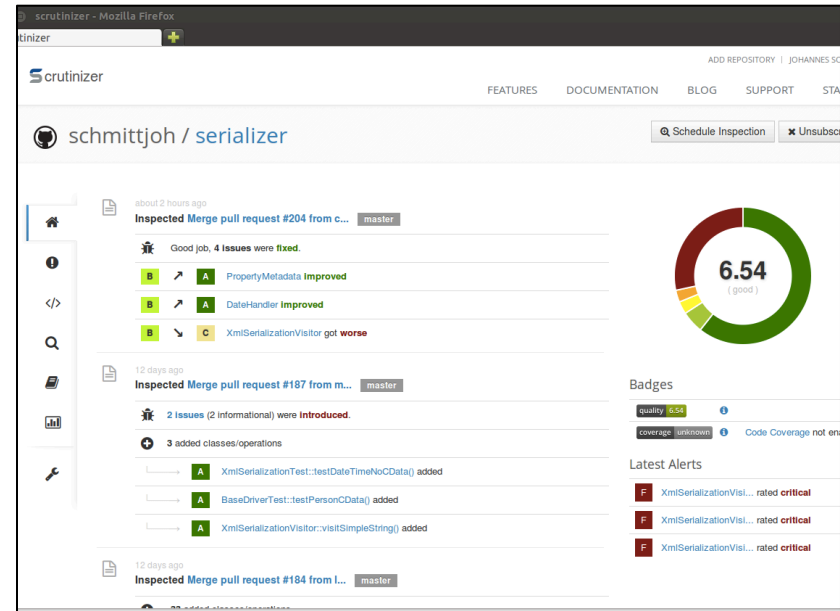 scrutinizer - Mozilla Firefox
tinizer
ADD REPOSITORY | JOHANNES SC
Scrutinizer
FEATURES DOCUMENTATION BLOG SUPPORT STA
schmittjoh / serializer
Schedule Inspection
Unsubscr
about 2 hours ago
Inspected Merge pull request #204 from c... master
Good job, 4 issues were fixed.
B A PropertyMetadata improved
B A DateHandler improved
B C XmlSerializationVisitor got worse
6.54
( good )
12 days ago
Inspected Merge pull request #187 from m... master
2 issues (2 informational) were introduced.
3 added classes/operations
A XmlSerializationTest::testDateTimeNoCData() added
A BaseDriverTest::testPersonCData() added
A XmlSerializationVisitor::visitSimpleString() added
12 days ago
Inspected Merge pull request #184 from l... master
added classes/operations
Badges
quality 6.54
coverage unknown Code Coverage not ena
Latest Alerts
F XmlSerializationVisi... rated critical
F XmlSerializationVisi... rated critical
F XmlSerializationVisi... rated critical